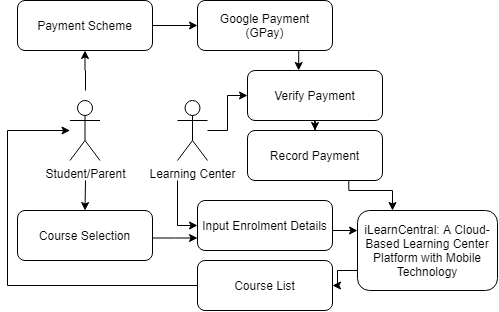 Payment Scheme
Google Payment
(GPay)
Verify Payment
Record Payment
Student/Parent
Learning Center
Course Selection
Input Enrolment Details
iLearnCentral: A Cloud-
Based Learning Center
Platform with Mobile
Technology
Course List